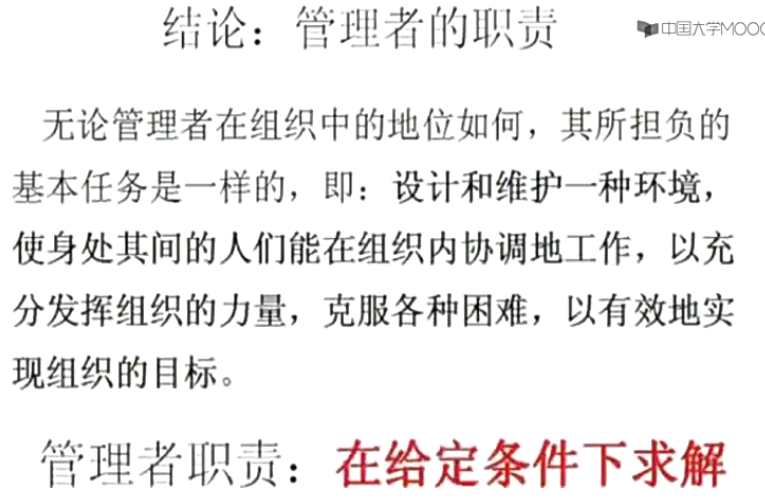 结论：管理者的职责
中国大学MOOC
无论管理者在组织中的地位如何，其所担负的
基本任务是一样的，即：设计和维护一种环境，
使身处其间的人们能在组织内协调地工作，以充
分发挥组织的力量，克服各种困难，以有效地实
现组织的目标。
管理者职责：在给定条件下求解